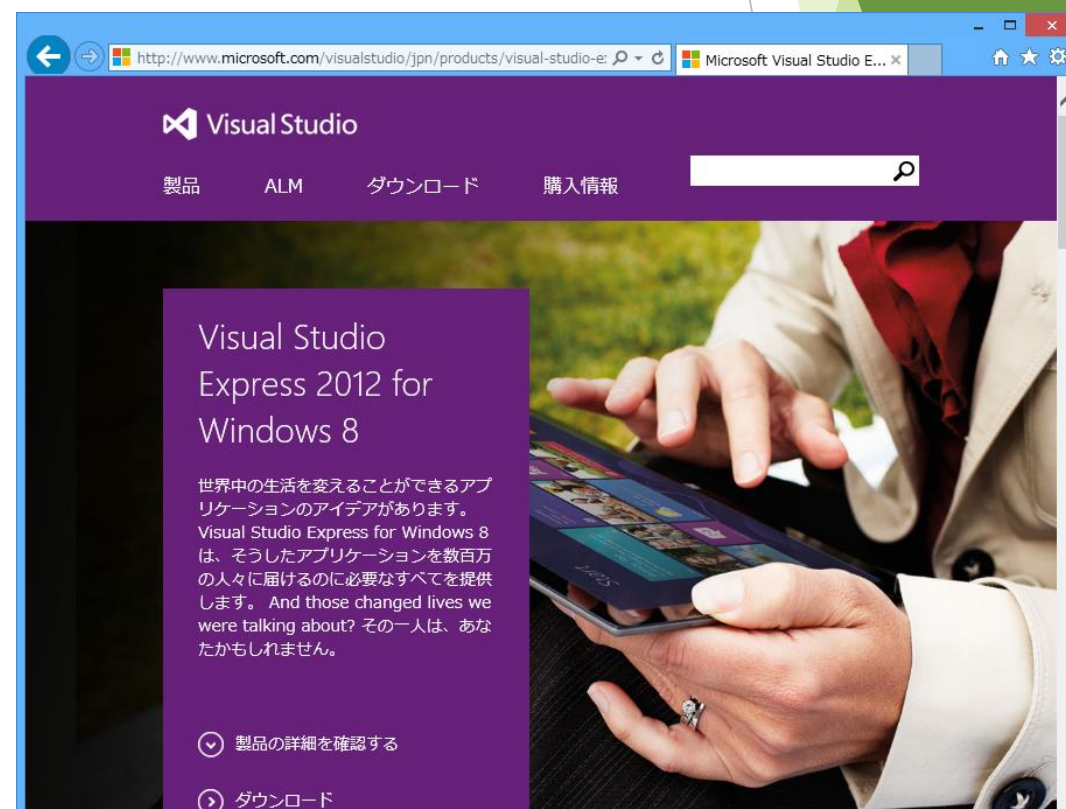 http://www.microsoft.com/visualstudio/jpn/products/visual-studio-e
Microsoft Visual Studio E...
Visual Studio
製品 ALM ダウンロード 購入情報
Visual Studio
Express 2012 for
Windows 8
世界中の生活を変えることができるアプ
リケーションのアイデアがあります。
Visual Studio Express for Windows 8
は、そうしたアプリケーションを数百万
の人々に届けるのに必要なすべてを提供
します。 And those changed lives we
were talking about? その一人は、あな
たかもしれません。
製品の詳細を確認する
ダウンロード
Start